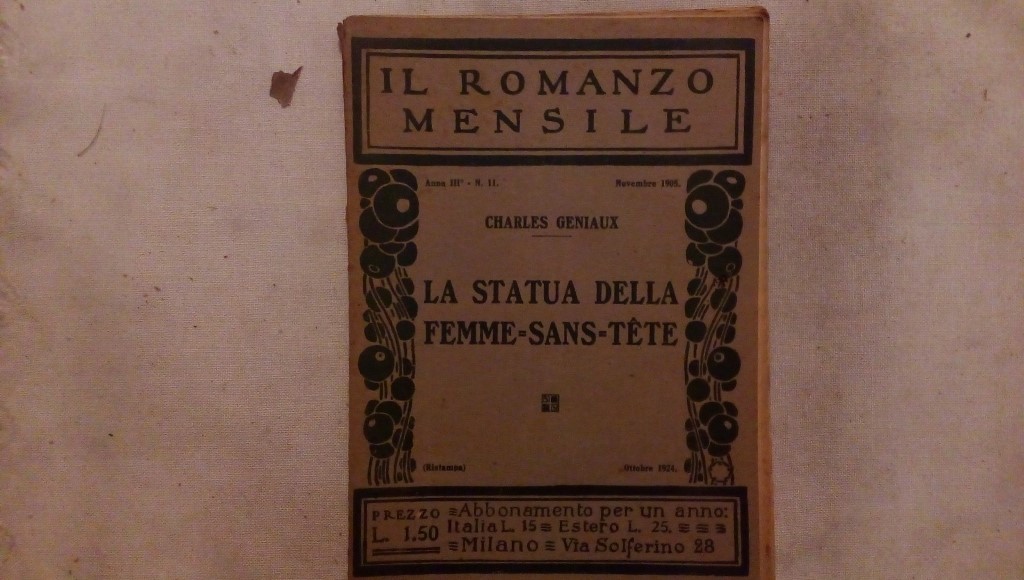 IL ROMANZO
MENSILE
Anno III° - N. 11.
Novembre 1905.
CHARLES GENIAUX
LA STATUA DELLA
FEMME=SANS=TÊTE
(Ristampa)
Ottobre 1924.
PREZZO
L. 1.50
Abbonamento per un anno:
Italia L. 15 Estero L. 25.
Milano Via Solferino 28